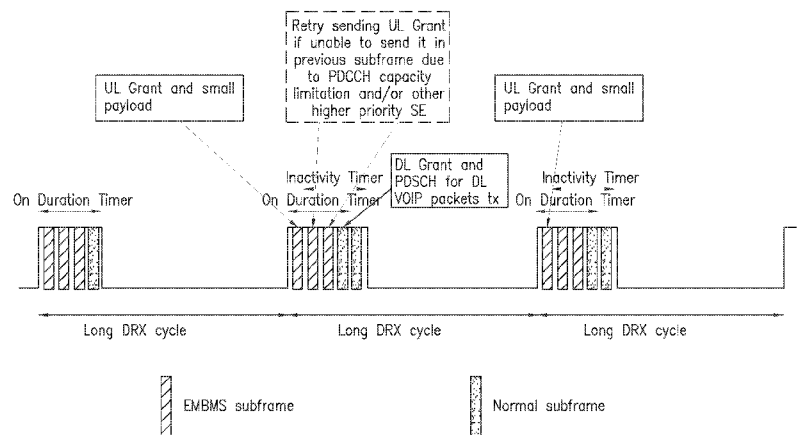 Retry sending UL Grant
if unable to send it in
previous subframe due
to PDCCH capacity
limitation and/or other
higher priority SE
UL Grant and small
payload
UL Grant and small
payload
DL Grant and
PDSCH for DL
VOIP packets tx
Inactivity Timer
Inactivity Timer
On Duration Timer
On Duration Timer
On Duration Timer
Long DRX cycle
Long DRX cycle
Long DRX cycle
EMBMS subframe
Normal subframe